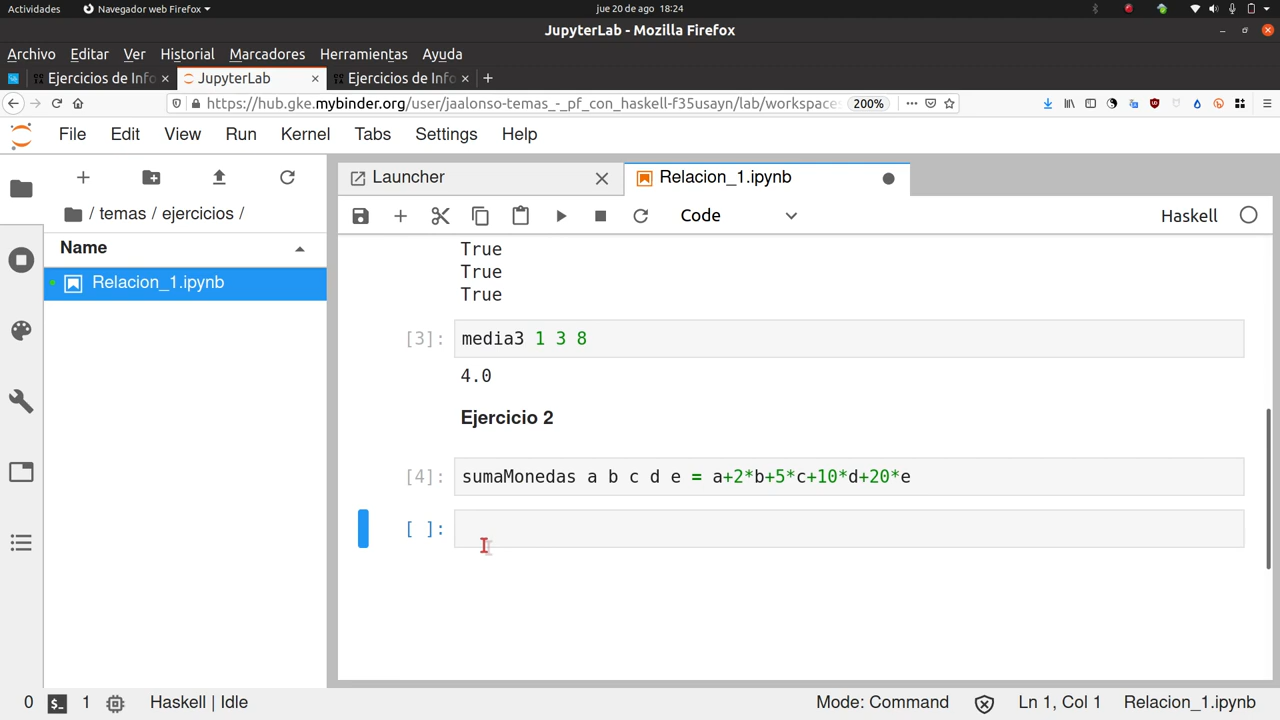 Actividades
Navegador web Firefox
jue 20 de ago 18:24
JupyterLab - Mozilla Firefox
Archivo Editar Ver Historial Marcadores Herramientas Ayuda
Ejercicios de Info
JupyterLab
Ejercicios de Info
https://hub.gke.mybinder.org/user/jaalonso-temas_-_pf_con_haskell-f35usayn/lab/workspace
200%
File Edit View Run Kernel Tabs Settings Help
Launcher
Relacion_1.ipynb
/ temas / ejercicios /
Code
Haskell
Name
Relacion_1.ipynb
True
True
True
[3]: media3 1 3 8
4.0
Ejercicio 2
[4]: sumaMonedas a b c d e = a+2*b+5*c+10*d+20*e
[ ]:
0 $_ 1 Haskell | Idle
Mode: Command
Ln 1, Col 1
Relacion_1.ipynb